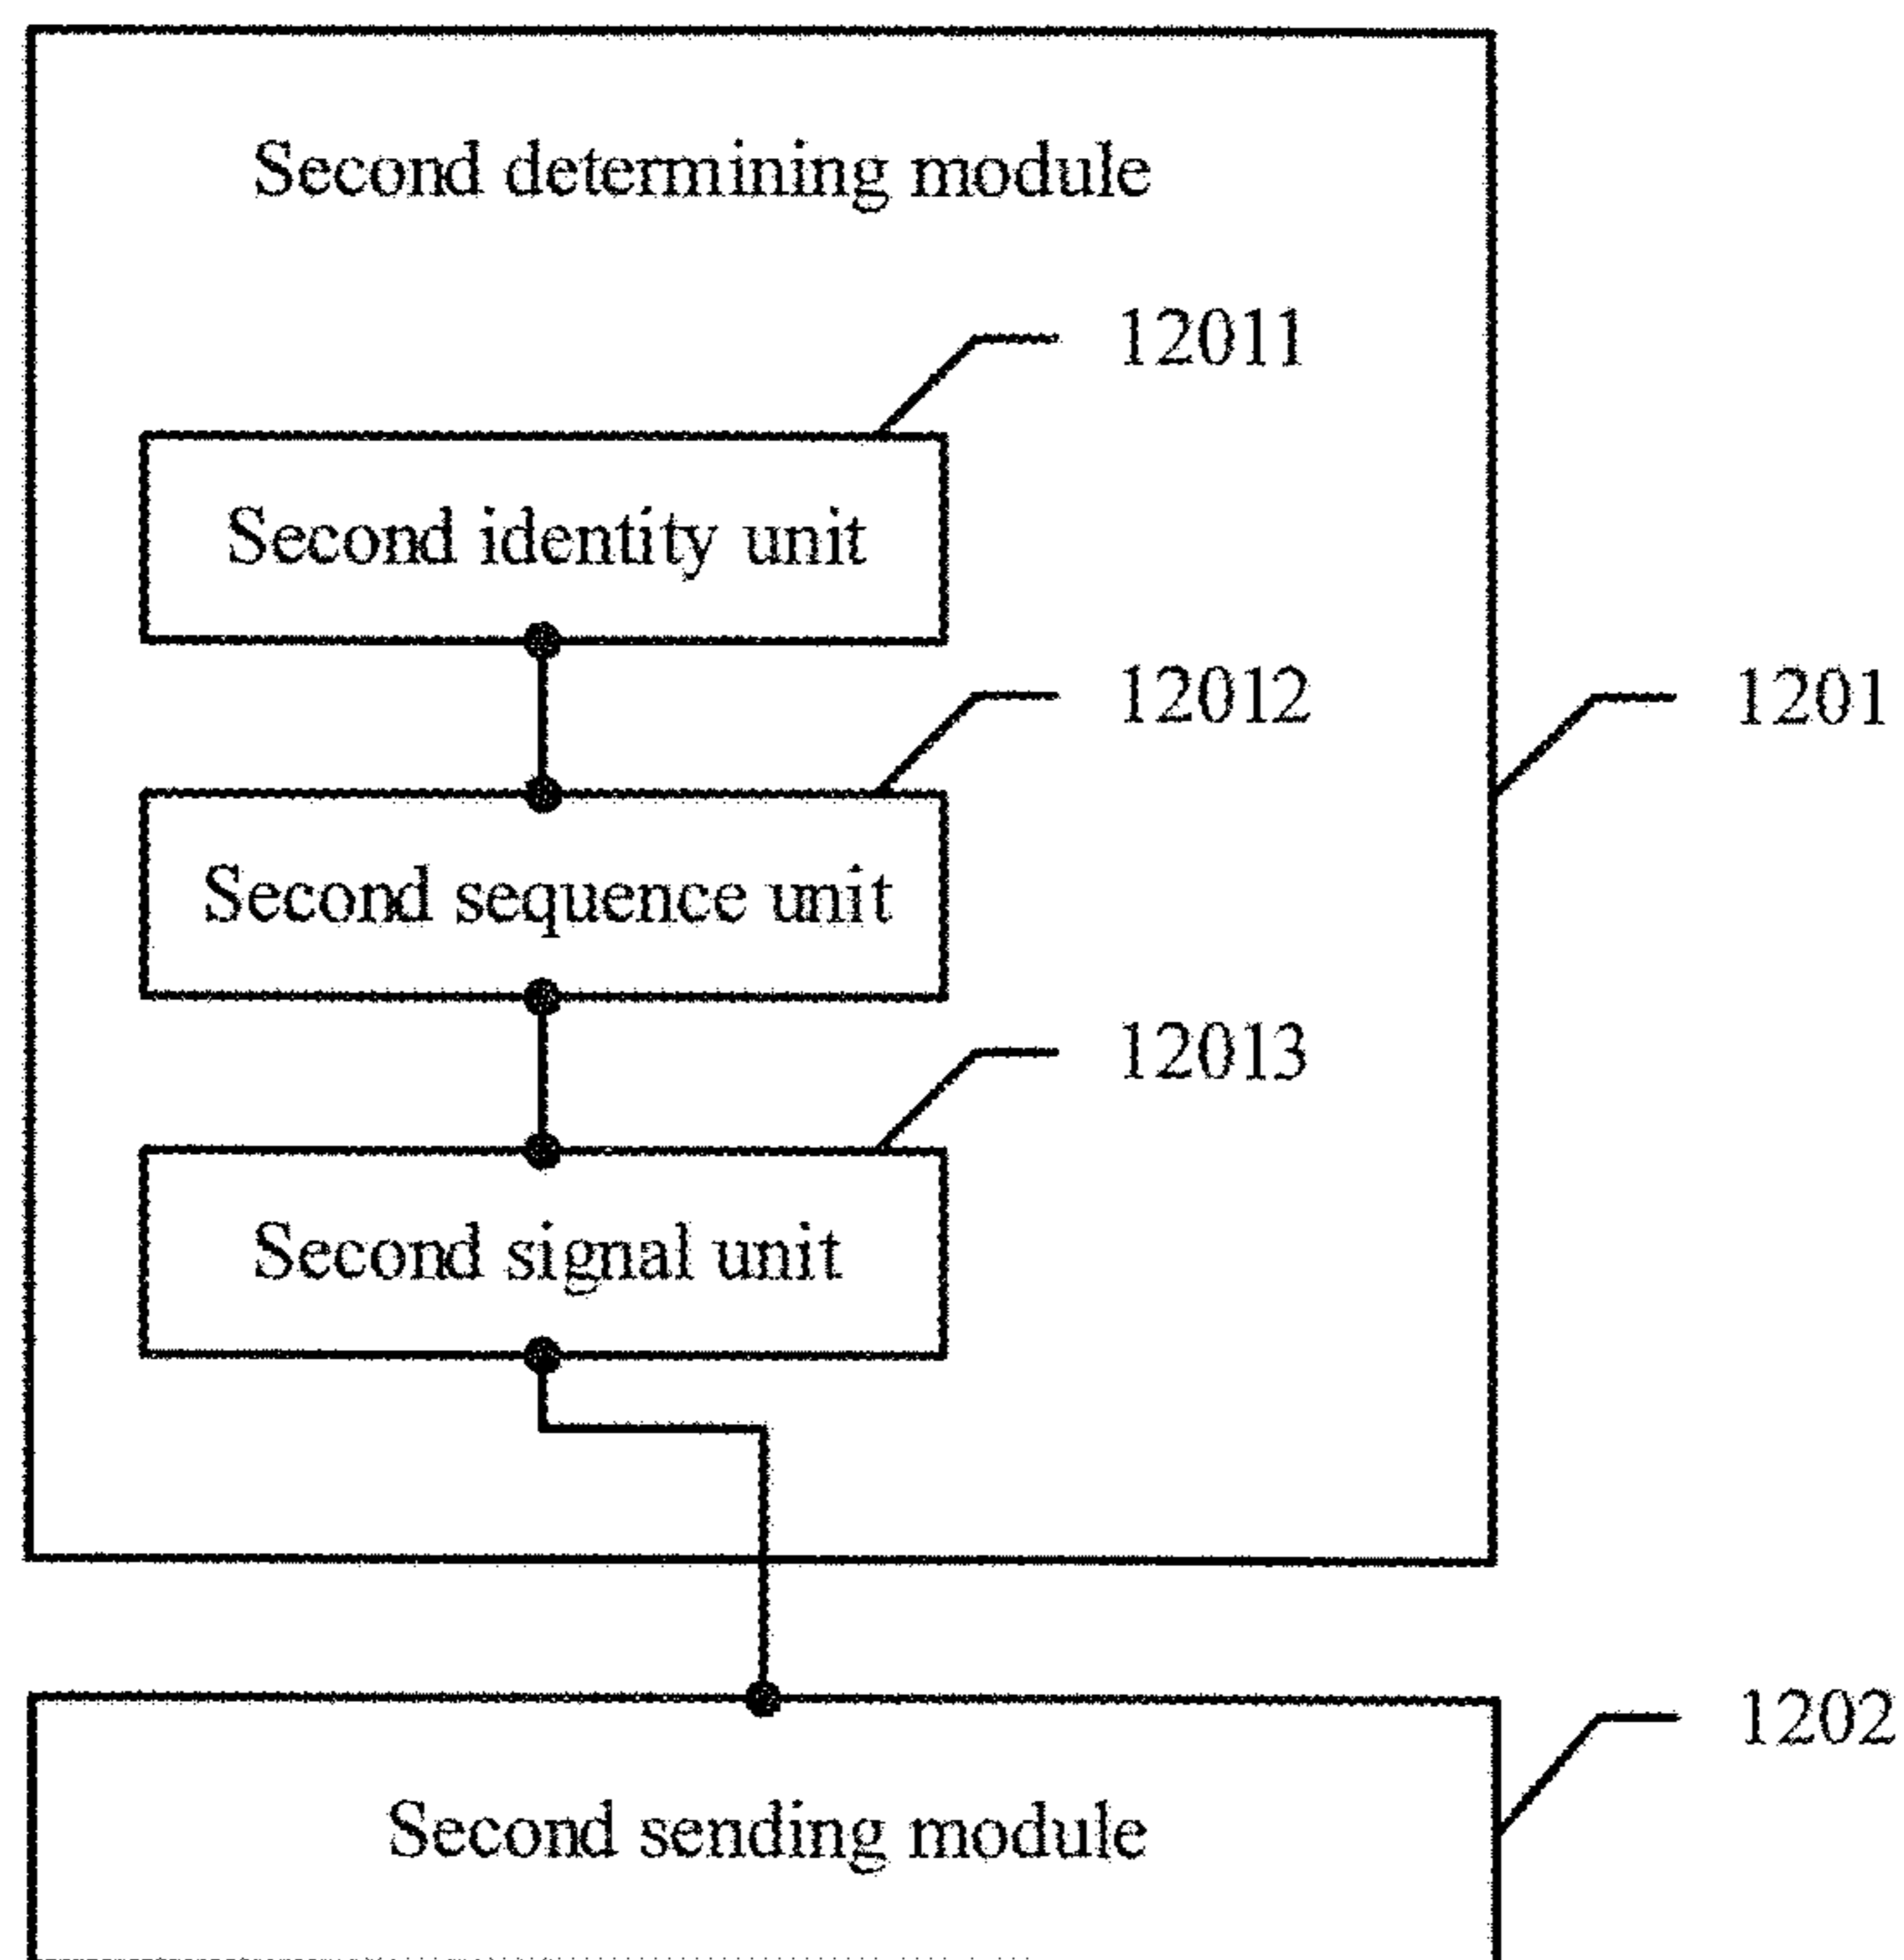 Second determining module
12011
Second identity unit
12012
1201
Second sequence unit
12013
Second signal unit
1202
Second sending module